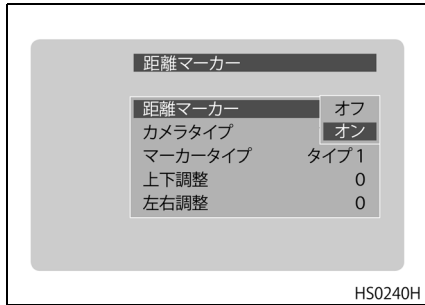 距離マーカー
距離マーカー オフ
カメラタイプ オン
マーカータイプ タイプ1
上下調整 0
左右調整 0
HS0240H